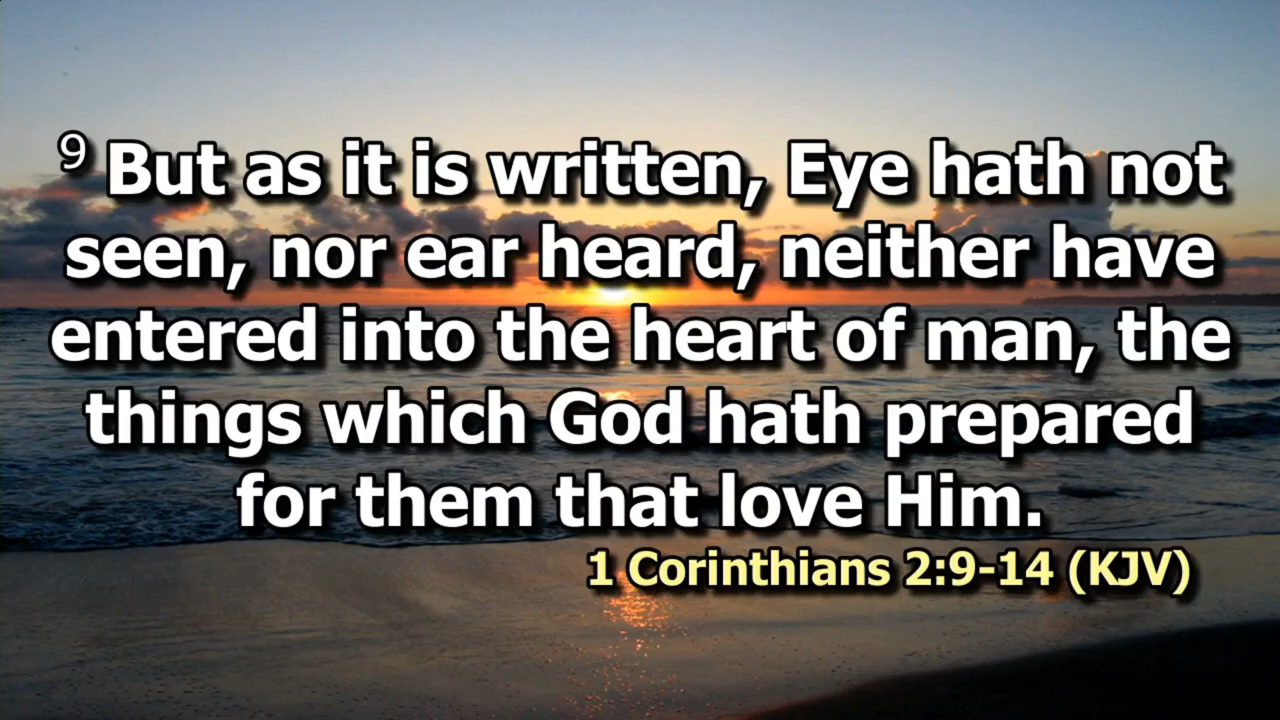 9 But as it is written, Eye hath not
seen, nor ear heard, neither have
entered into the heart of man, the
things which God hath prepared
for them that love Him.
1 Corinthians 2:9-14 (KJV)